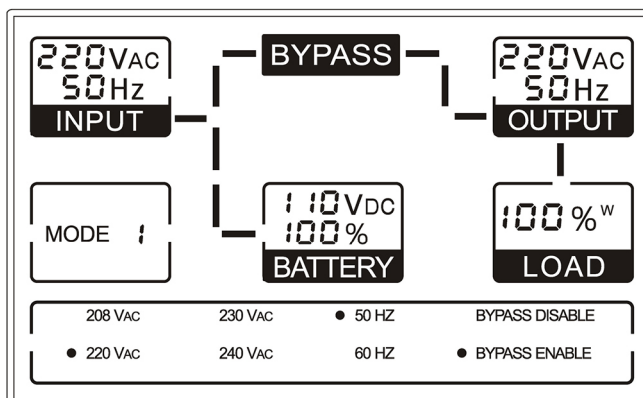 220VAC
50Hz
INPUT
BYPASS
220VAC
50Hz
OUTPUT
MODE 1
110VDC
100%
BATTERY
100%W
LOAD
208 VAC 230 VAC ● 50 HZ BYPASS DISABLE
● 220 VAC 240 VAC 60 HZ ● BYPASS ENABLE